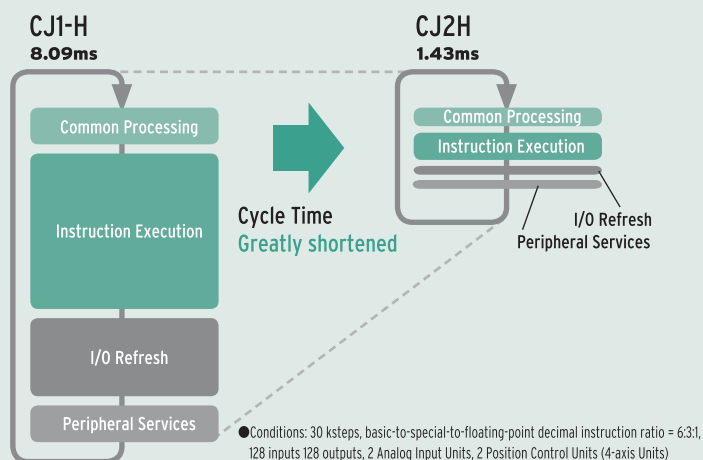 CJ1-H
8.09ms
Common Processing
Instruction Execution
I/O Refresh
Peripheral Services
Cycle Time
Greatly shortened
CJ2H
1.43ms
Common Processing
Instruction Execution
I/O Refresh
Peripheral Services
●Conditions: 30 ksteps, basic-to-special-to-floating-point decimal instruction ratio = 6:3:1,
128 inputs 128 outputs, 2 Analog Input Units, 2 Position Control Units (4-axis Units)